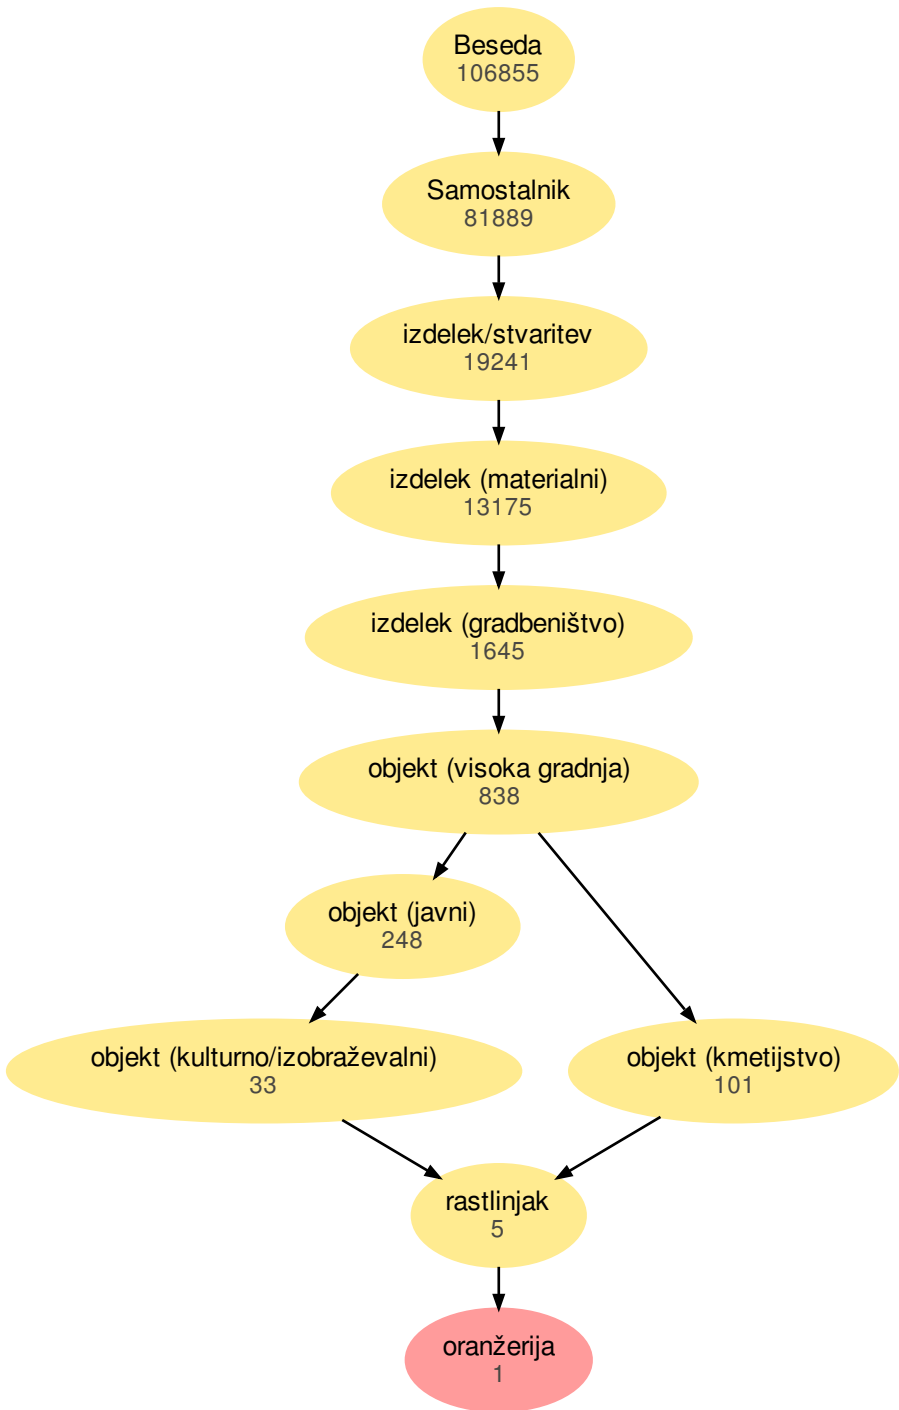 Beseda
106855
Samostalnik
81889
izdelek/stvaritev
19241
izdelek (materialni)
13175
izdelek (gradbeništvo)
1645
objekt (visoka gradnja)
838
objekt (javni)
248
objekt (kulturno/izobraževalni)
33
objekt (kmetijstvo)
101
rastlinjak
5
oranžerija
1